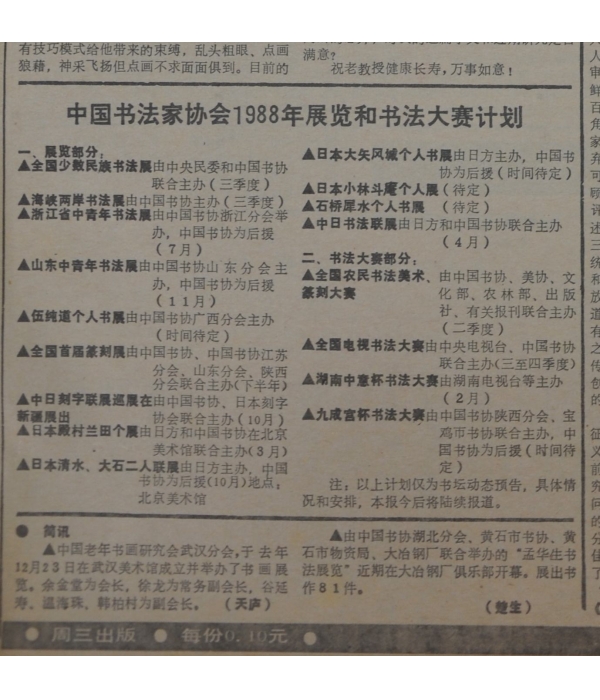 有技巧模式给他带来的束缚，乱头粗眼、点画
狼藉，神采飞扬但点画不求面面俱到。目前的
满意？
祝老教授健康长寿，万事如意！
中国书法家协会1988年展览和书法大赛计划
一、展览部分：
▲全国少数民族书法展由中央民委和中国书协
联合主办（三季度）
▲海峡两岸书法展由中国书协主办（三季度）
▲浙江省中青年书法展由中国书协浙江分会举
办，中国书协为后援
（7月）
▲山东中青年书法展由中国书协山东分会主
办，中国书协为后援
（11月）
▲伍纯道个人书展由中国书协广西分会主办
（时间待定）
▲全国首届篆刻展由中国书协、中国书协江苏
分会、山东分会、陕西
分会联合主办（下半年）
▲中日刻字联展巡展在由中国书协、日本刻字
新疆展出 协会联合主办（10月）
▲日本殿村兰田个展由日方和中国书协在北京
美术馆联合主办（3月）
▲日本清水、大石二人联展由日方主办，中国
书协为后援（10月）地点：
北京美术馆
▲日本大矢风城个人书展由日方主办，中国书
协为后援（时间待定）
▲日本小林斗庵个人展（待定）
▲石桥犀水个人书展（待定）
▲中日书法联展由日方和中国书协联合主办
（4月）
二、书法大赛部分：
▲全国农民书法美术、由中国书协、美协、文
篆刻大赛 化部、农林部、出版
社、有关报刊联合主办
（二季度）
▲全国电视书法大赛由中央电视台、中国书协
联合主办（三至四季度）
▲湖南中意杯书法大赛由湖南电视台等主办
（2月）
▲九成宫杯书法大赛由中国书协陕西分会、宝
鸡市书协联合主办，中
国书协为后援（时间待
定）
注：以上计划仅为书坛动态预告，具体情
况和安排，本报今后将陆续报道。
● 简讯
▲中国老年书画研究会武汉分会，于去年
12月23日在武汉美术馆成立并举办了书画展
览。余金堂为会长，徐龙为常务副会长，谷延
寿、温海珠、韩柏村为副会长。（天庐）
▲由中国书协湖北分会、黄石市书协、黄
石市物资局、大冶钢厂联合举办的“孟华生书
法展览”近期在大冶钢厂俱乐部开幕。展出书
作81件。
（楚生）
● 周三出版 ● 每份0.10元 ●